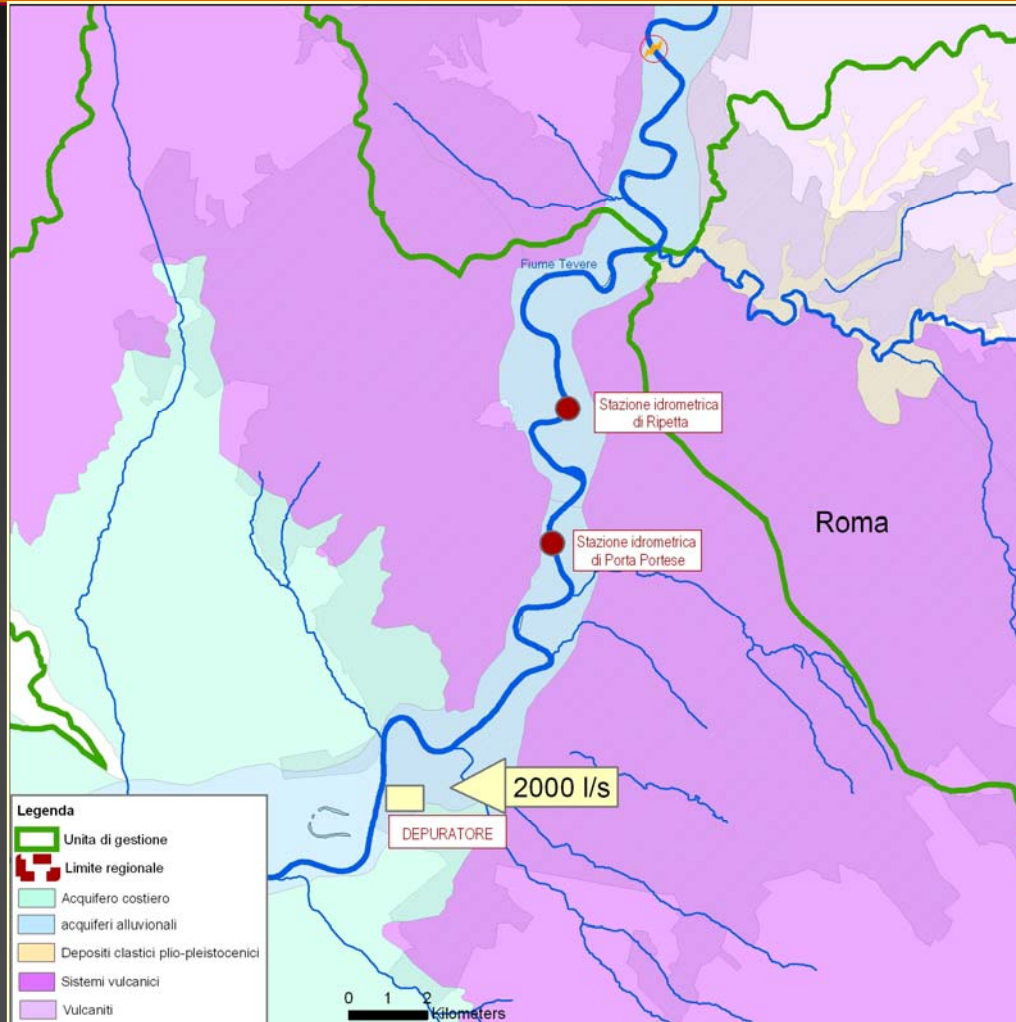 Fiume Tevere
Stazione idrometrica
di Ripetta
Roma
Stazione idrometrica
di Porta Portese
2000 l/s
DEPURATORE
Legenda
Unita di gestione
Limite regionale
Acquifero costiero
acquiferi alluvionali
Depositi clastici plio-pleistocenici
Sistemi vulcanici
Vulcaniti
0 1 2
Kilometers